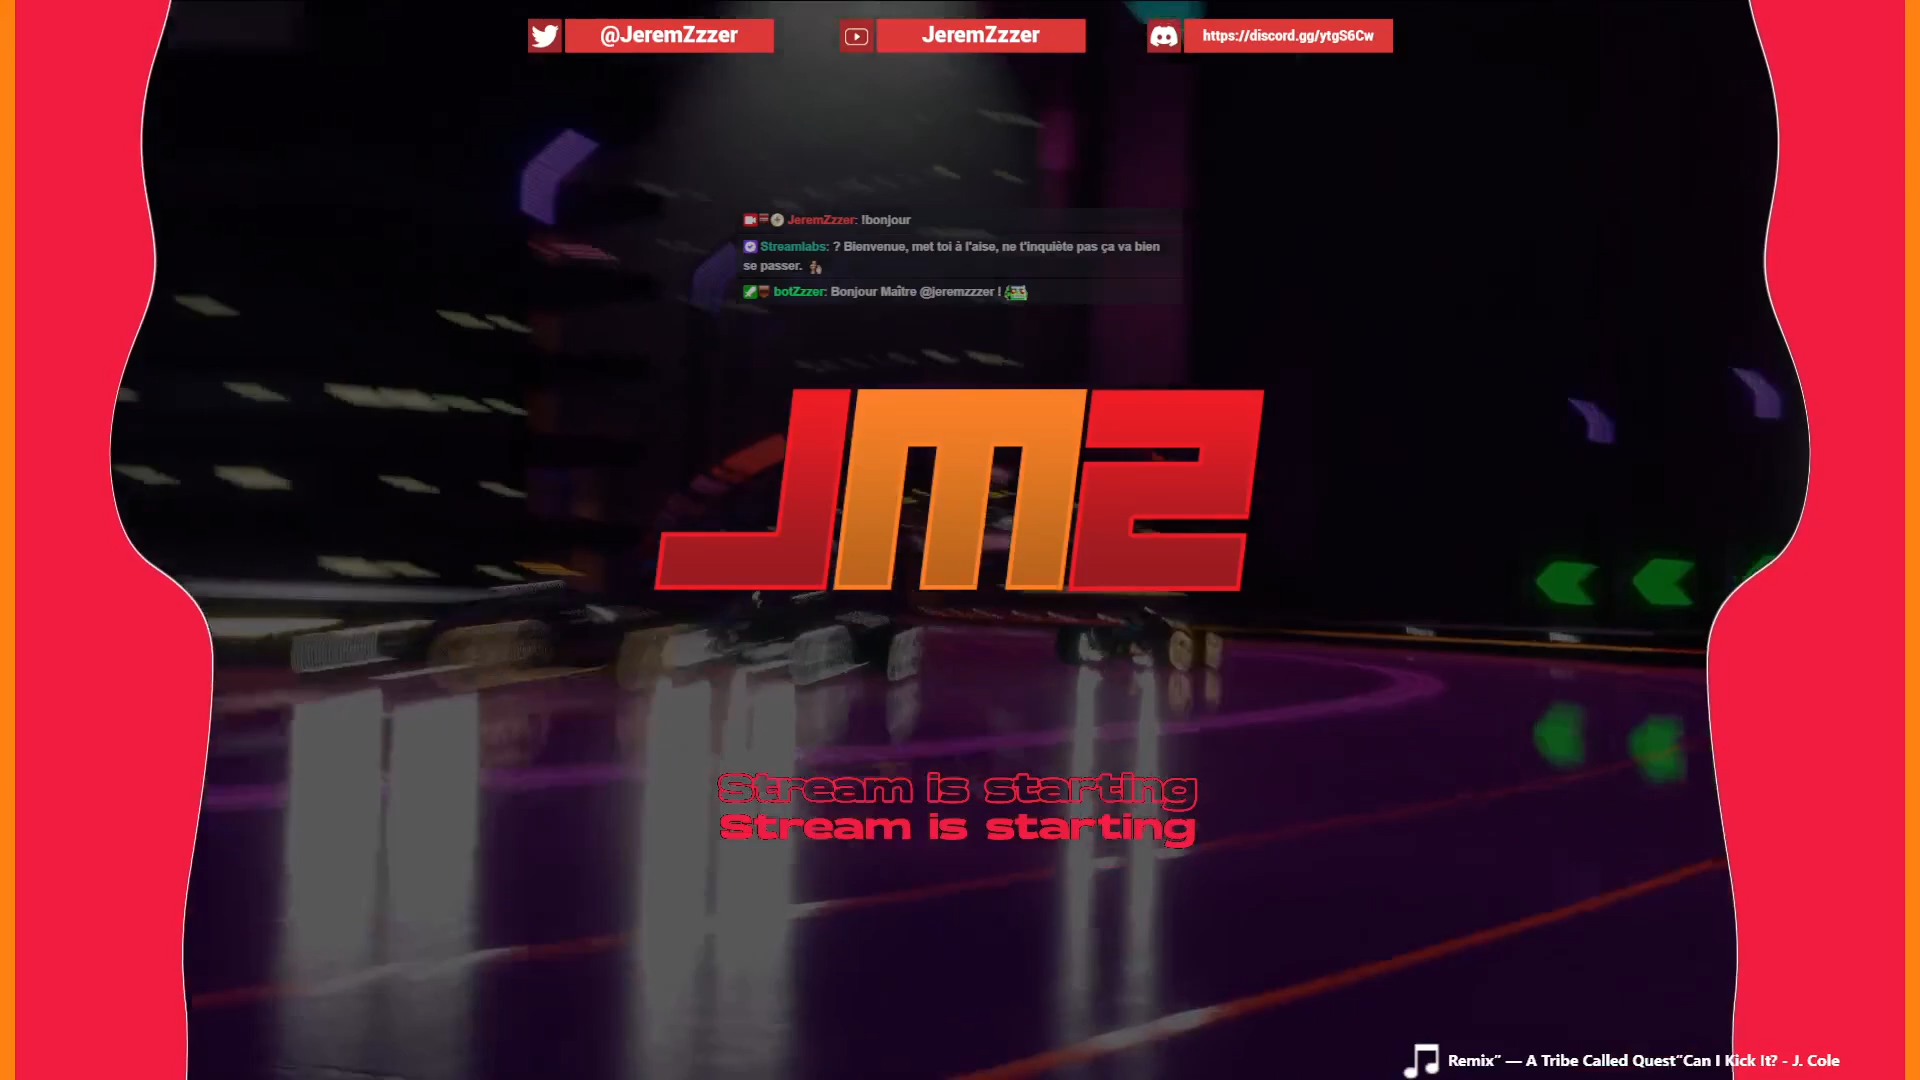 @JeremZzzer
JeremZzzer
https://discord.gg/ytgS6Cw
JeremZzzer: !bonjour
Streamlabs: ? Bienvenue, met toi à l'aise, ne t'inquiète pas ça va bien
se passer.
botZzzer: Bonjour Maître @jeremzzzer !
JMZ
Stream is starting
Stream is starting
Remix” — A Tribe Called Quest“Can I Kick It? - J. Cole